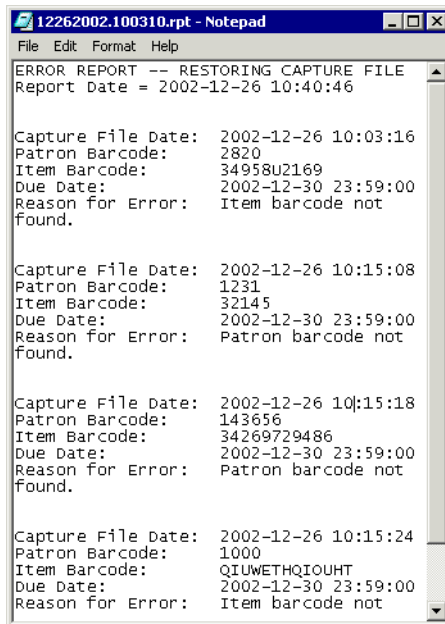 12262002.100310.rpt - Notepad
File Edit Format Help
ERROR REPORT -- RESTORING CAPTURE FILE
Report Date = 2002-12-26 10:40:46
Capture File Date: 2002-12-26 10:03:16
Patron Barcode: 2820
Item Barcode: 34958U2169
Due Date: 2002-12-30 23:59:00
Reason for Error: Item barcode not
found.
Capture File Date: 2002-12-26 10:15:08
Patron Barcode: 1231
Item Barcode: 32145
Due Date: 2002-12-30 23:59:00
Reason for Error: Patron barcode not
found.
Capture File Date: 2002-12-26 10:15:18
Patron Barcode: 143656
Item Barcode: 34269729486
Due Date: 2002-12-30 23:59:00
Reason for Error: Patron barcode not
found.
Capture File Date: 2002-12-26 10:15:24
Patron Barcode: 1000
Item Barcode: QIUWETHQIOUHT
Due Date: 2002-12-30 23:59:00
Reason for Error: Item barcode not